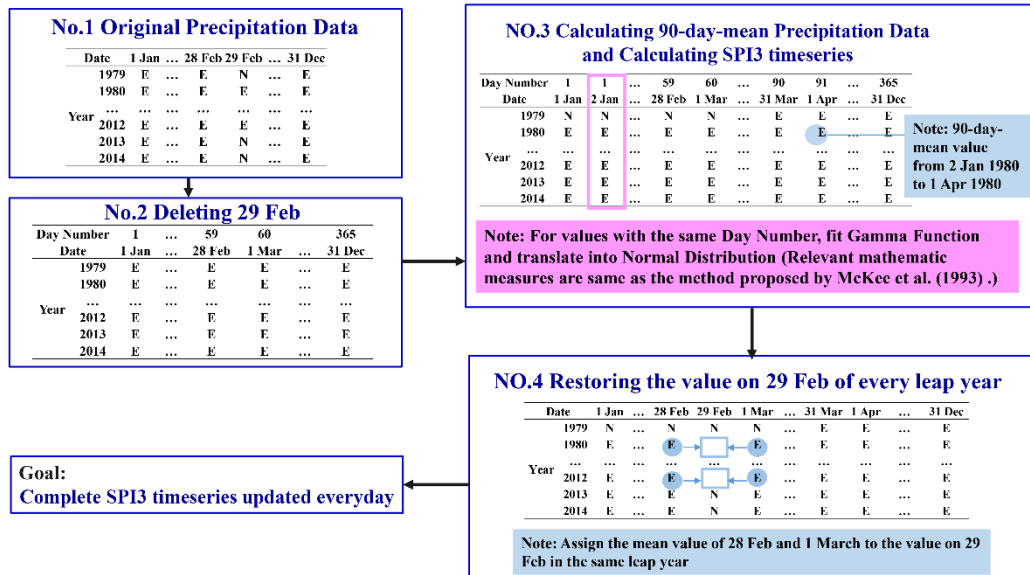 No.1 Original Precipitation Data
Date 1 Jan ... 28 Feb 29 Feb ... 31 Dec
1979 E ... E N ... E
1980 E ... E E ... E
... ... ... ... ... ... ...
Year
2012 E ... E E ... E
2013 E ... E N ... E
2014 E ... E N ... E
No.2 Deleting 29 Feb
Day Number 1 ... 59 60 ... 365
Date 1 Jan ... 28 Feb 1 Mar ... 31 Dec
1979 E ... E E ... E
1980 E ... E E ... E
... ... ... ... ... ... ...
Year
2012 E ... E E ... E
2013 E ... E E ... E
2014 E ... E E ... E
NO.3 Calculating 90-day-mean Precipitation Data
and Calculating SPI3 timeseries
Day Number 1 1 ... 59 60 ... 90 91 ... 365
Date 1 Jan 2 Jan ... 28 Feb 1 Mar ... 31 Mar 1 Apr ... 31 Dec
1979 N N ... N N ... E E ... E
1980 E E ... E E ... E E ... E
... ... ... ... ... ... ... ... ... ... ...
Year
2012 E E ... E E ... E E ... E
2013 E E ... E E ... E E ... E
2014 E E ... E E ... E E ... E
Note: 90-day-
mean value
from 2 Jan 1980
to 1 Apr 1980
Note: For values with the same Day Number, fit Gamma Function
and translate into Normal Distribution (Relevant mathematic
measures are same as the method proposed by McKee et al. (1993) .)
NO.4 Restoring the value on 29 Feb of every leap year
Date 1 Jan ... 28 Feb 29 Feb 1 Mar ... 31 Mar 1 Apr ... 31 Dec
1979 N ... N N N ... E E ... E
1980 E ... E E ... E E ... E
... ... ... ... ... ... ... ... ... ... ...
Year
2012 E ... E E ... E E ... E
2013 E ... E N E ... E E ... E
2014 E ... E N E ... E E ... E
Note: Assign the mean value of 28 Feb and 1 March to the value on 29
Feb in the same leap year
Goal:
Complete SPI3 timeseries updated everyday